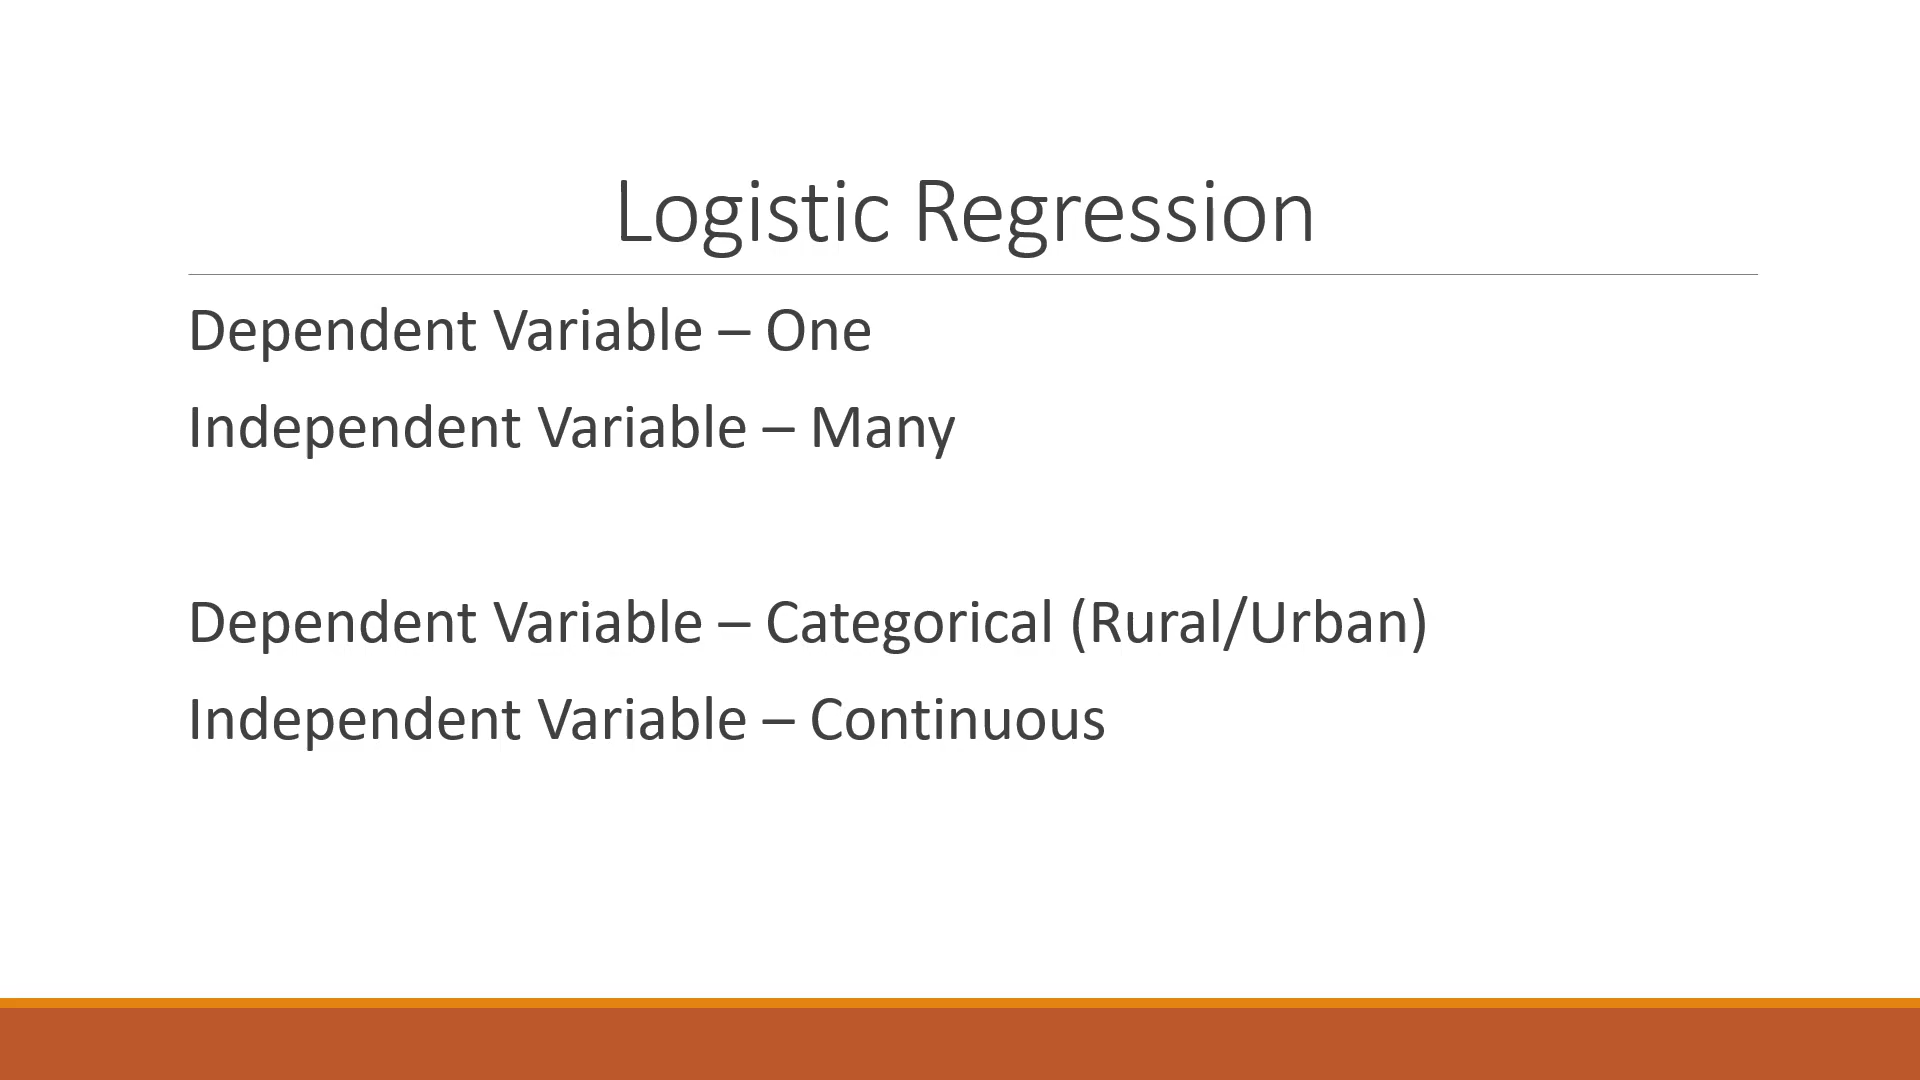 Logistic Regression
Dependent Variable – One
Independent Variable – Many
Dependent Variable – Categorical (Rural/Urban)
Independent Variable – Continuous